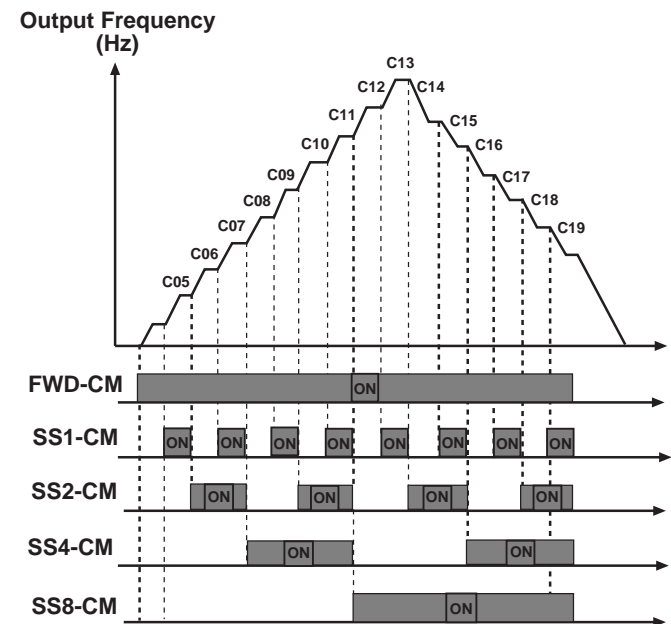 Output Frequency
(Hz)
C13
C12
C14
C11
C15
C10
C16
C09
C17
C08
C18
C07
C19
C06
C05
FWD-CM ON
SS1-CM ON ON ON ON ON ON ON ON
SS2-CM ON ON ON ON
SS4-CM ON ON
SS8-CM ON